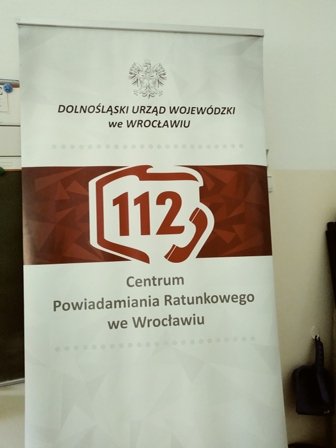 DOLNOŚLĄSKI URZĄD WOJEWÓDZKI
we WROCŁAWIU
112
Centrum
Powiadamiania Ratunkowego
we Wrocławiu